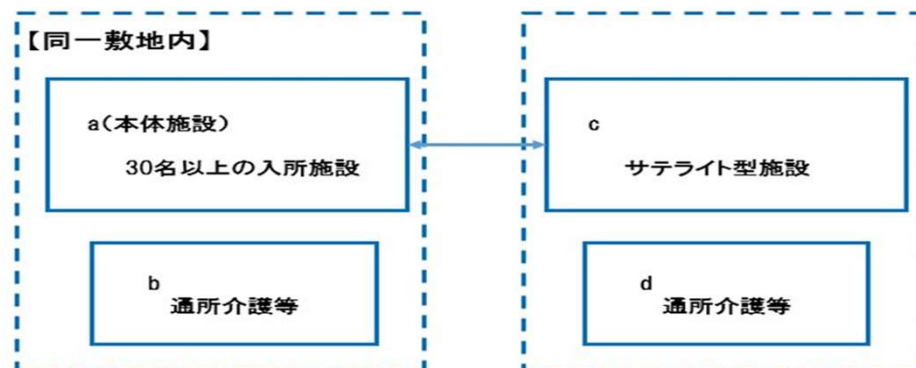 【同一敷地内】
a(本体施設)
30名以上の入所施設
b
通所介護等
c
サテライト型施設
d
通所介護等